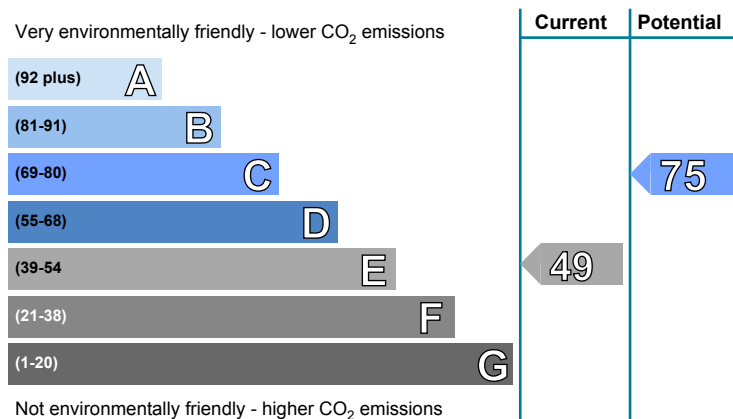 Current Potential
Very environmentally friendly - lower CO2 emissions
(92 plus) A
(81-91) B
(69-80) C 75
(55-68) D
(39-54 E 49
(21-38) F
(1-20) G
Not environmentally friendly - higher CO2 emissions